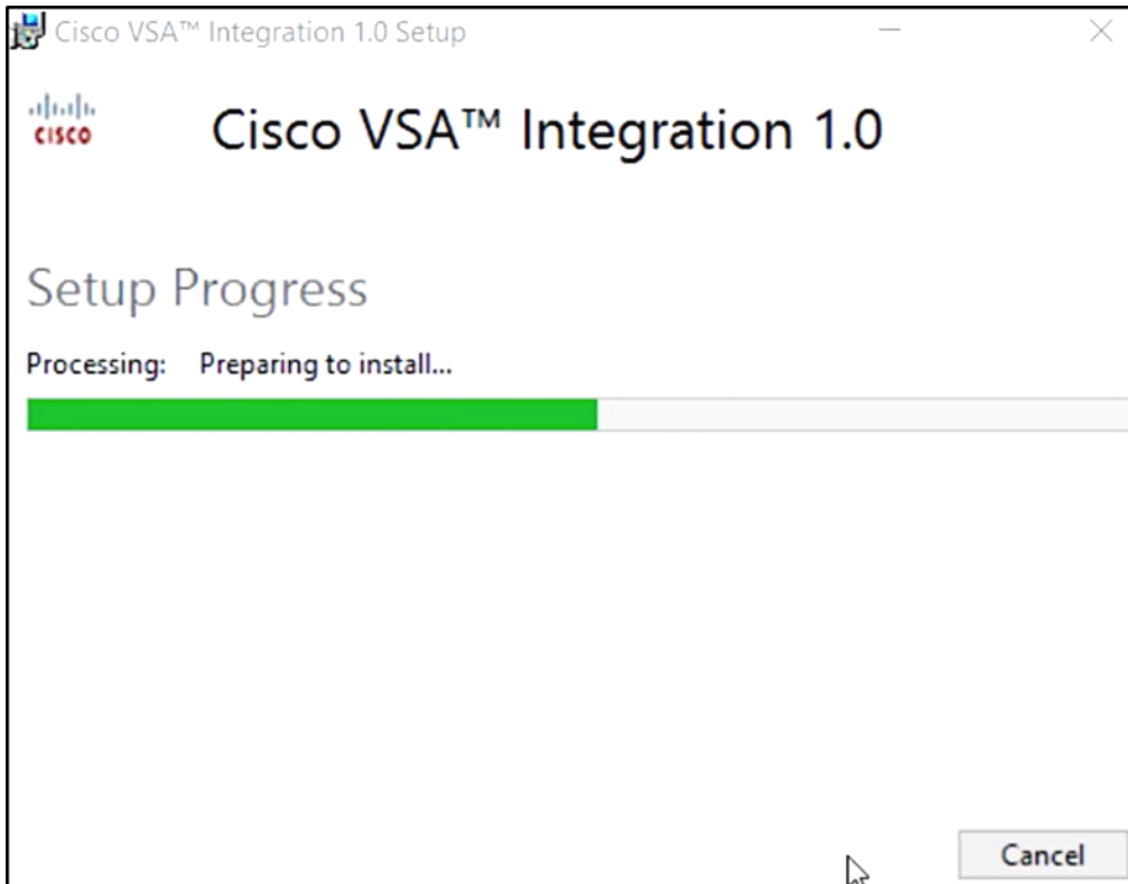 Cisco VSA™ Integration 1.0 Setup
CISCO
Cisco VSA™ Integration 1.0
Setup Progress
Processing: Preparing to install...
Cancel